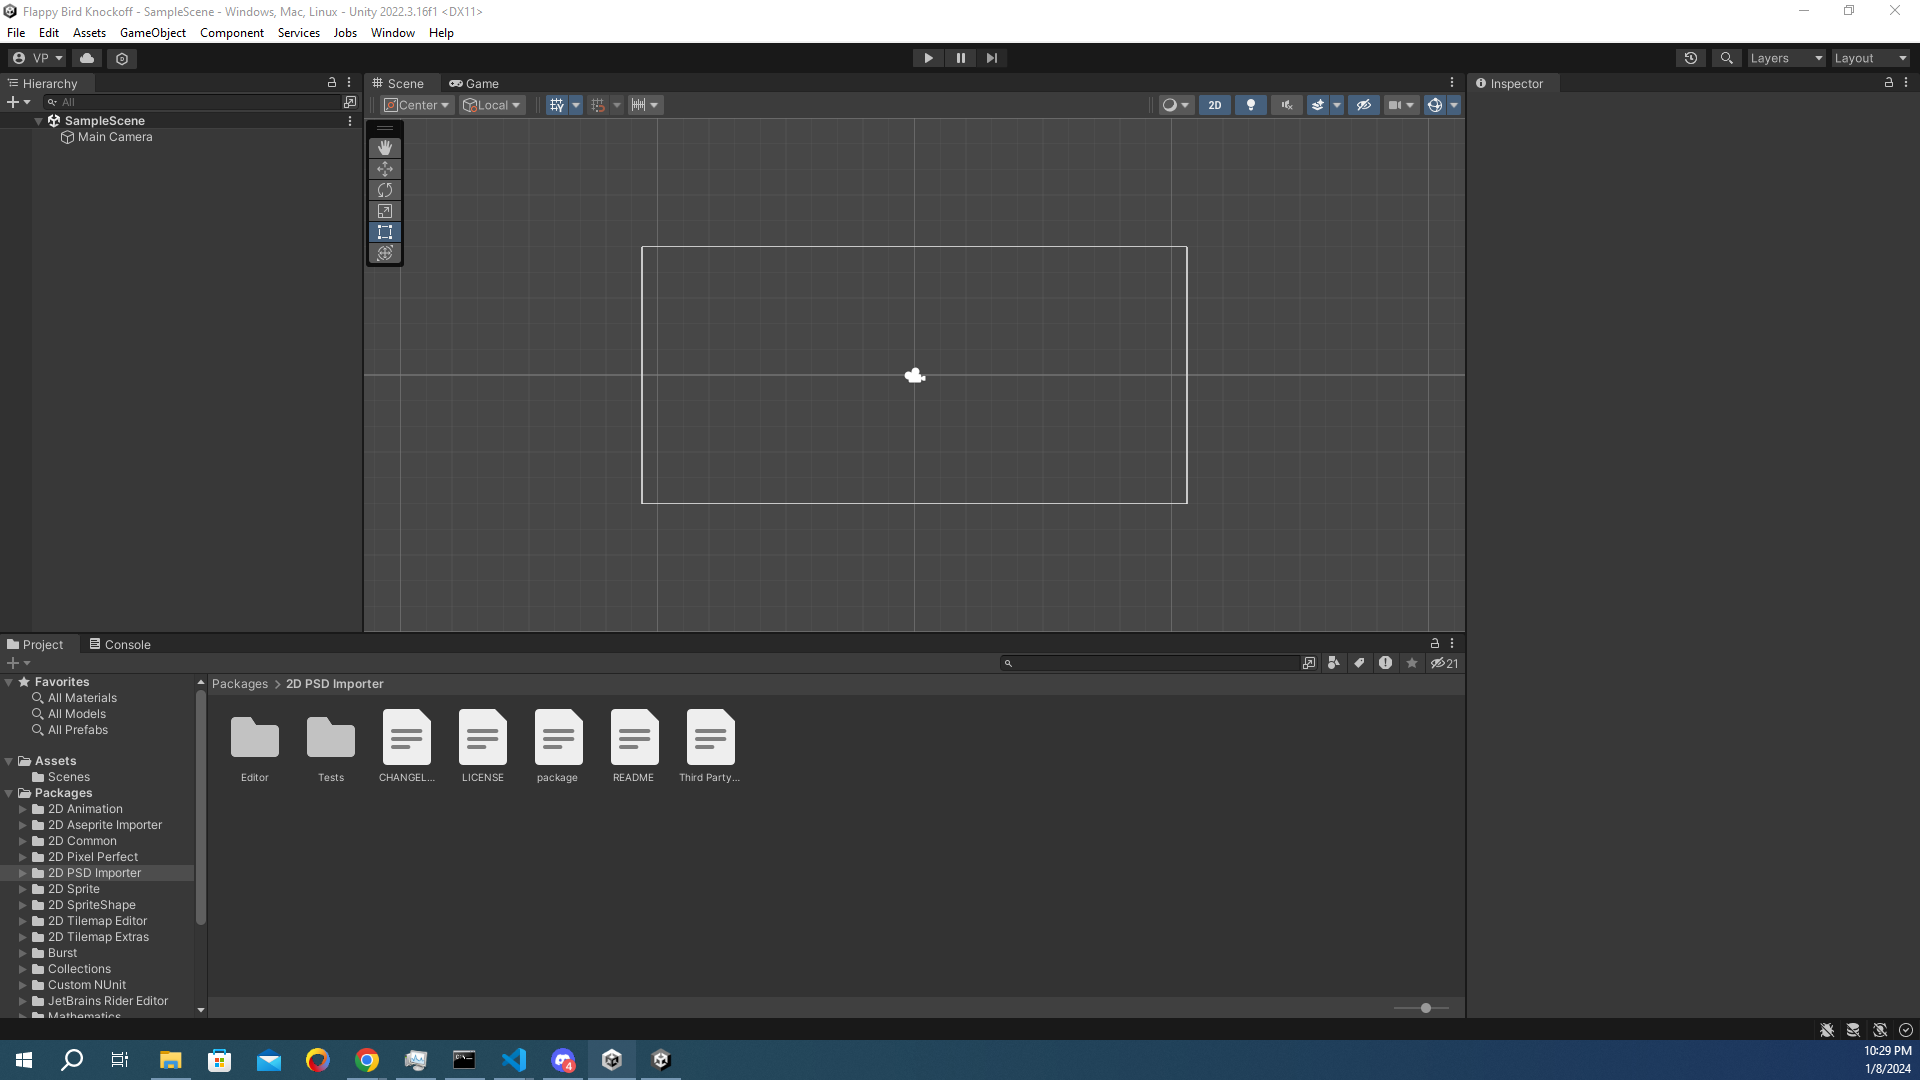 Flappy Bird Knockoff - SampleScene - Windows, Mac, Linux - Unity 2022.3.16f1 <DX11>
File Edit Assets GameObject Component Services Jobs Window Help
VP
Layers Layout
Hierarchy
Scene
Game
Inspector
All
Center Local
2D
SampleScene
Main Camera
Project
Console
21
Favorites
All Materials
All Models
All Prefabs
Assets
Scenes
Packages
2D Animation
2D Aseprite Importer
2D Common
2D Pixel Perfect
2D PSD Importer
2D Sprite
2D SpriteShape
2D Tilemap Editor
2D Tilemap Extras
Burst
Collections
Custom NUnit
JetBrains Rider Editor
Mathematics
Packages > 2D PSD Importer
Editor
Tests
CHANGEL...
LICENSE
package
README
Third Party...
4
10:29 PM
1/8/2024